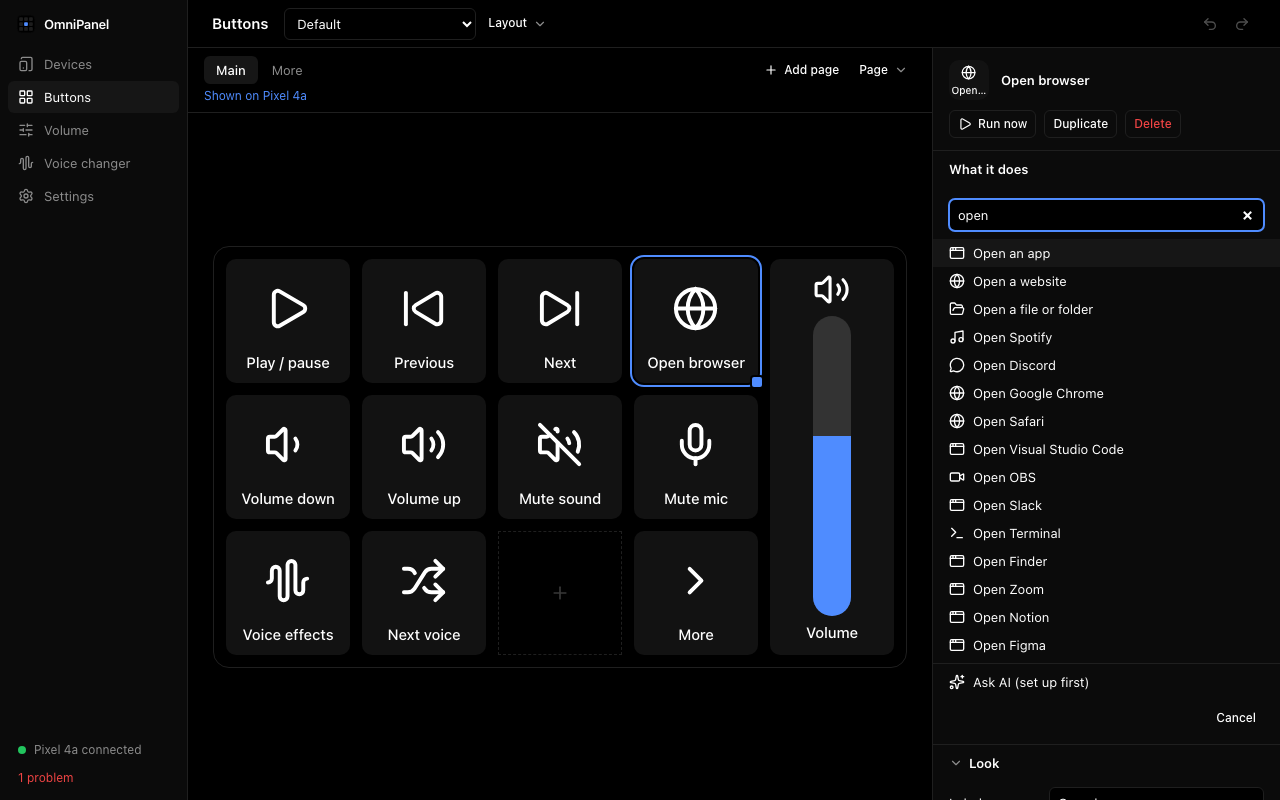 OmniPanel
Devices
Buttons
Volume
Voice changer
Settings
Pixel 4a connected
1 problem
Buttons
Default
Layout
Main
More
Add page
Page
Shown on Pixel 4a
Play / pause
Previous
Next
Open browser
Volume down
Volume up
Mute sound
Mute mic
Voice effects
Next voice
More
Volume
Open...
Open browser
Run now
Duplicate
Delete
What it does
open
Open an app
Open a website
Open a file or folder
Open Spotify
Open Discord
Open Google Chrome
Open Safari
Open Visual Studio Code
Open OBS
Open Slack
Open Terminal
Open Finder
Open Zoom
Open Notion
Open Figma
Ask AI (set up first)
Cancel
Look